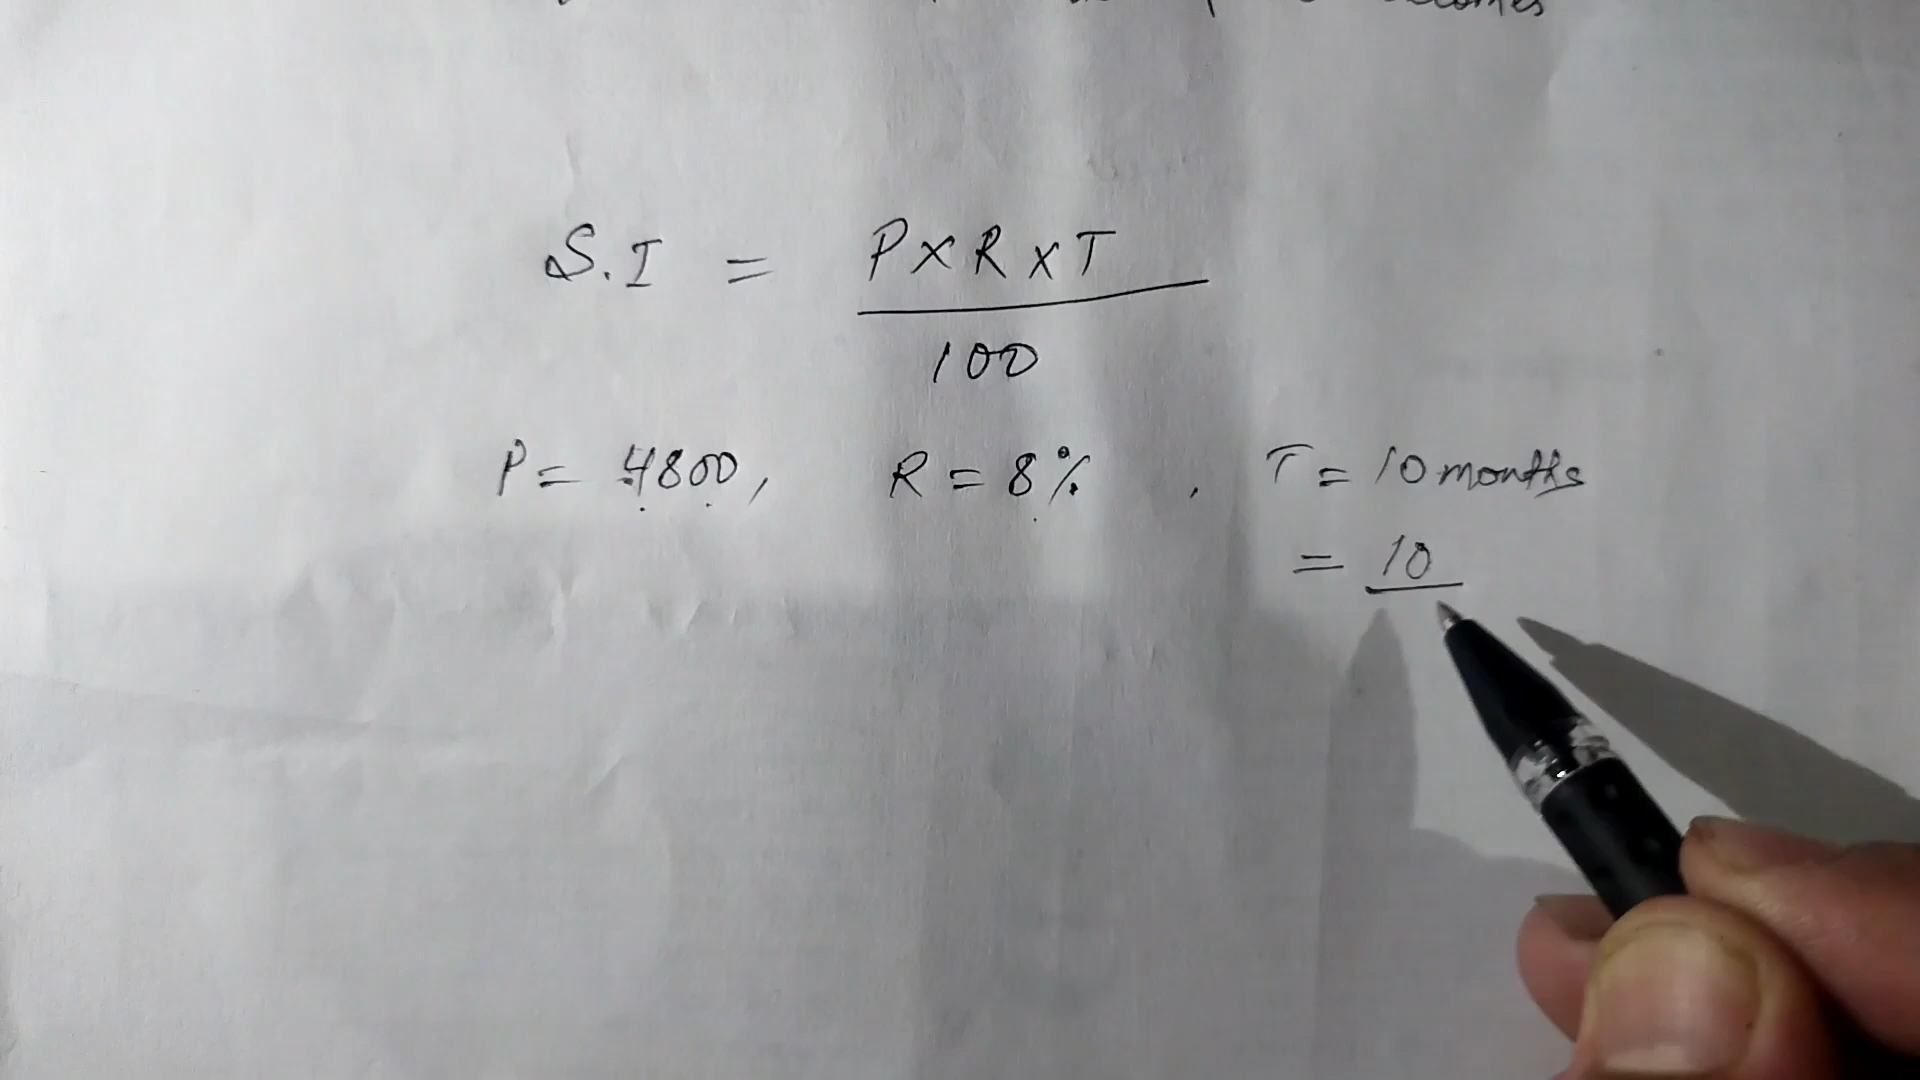 S.I = P×R×T
100
P = 4800, R = 8% , T = 10 months
= 10